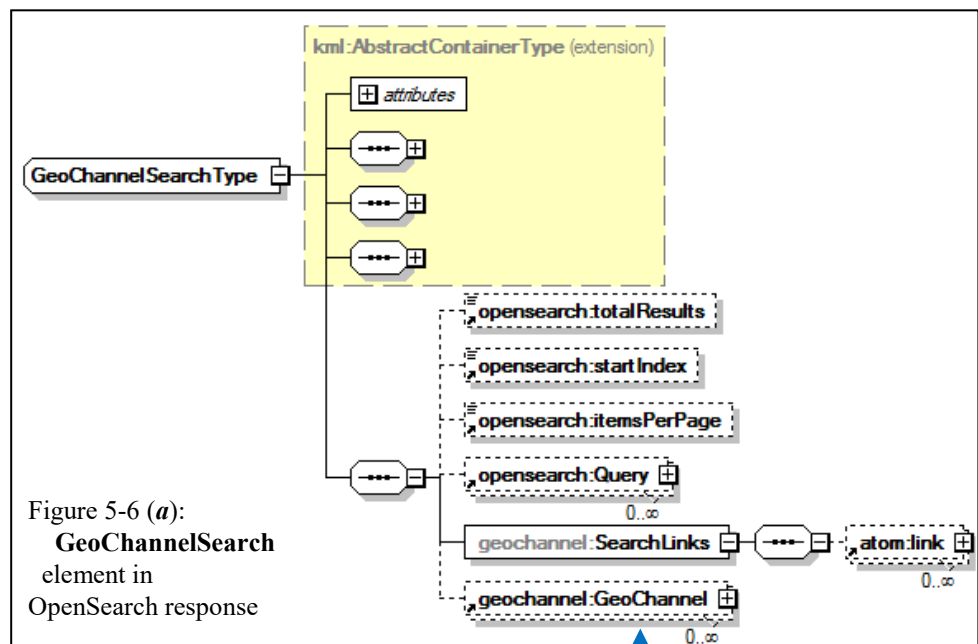 kml:AbstractContainerType (extension)
attributes
GeoChannelSearchType
opensearch:totalResults
opensearch:startIndex
opensearch:itemsPerPage
opensearch:Query
0..∞
geochannel:SearchLinks
atom:link
0..∞
geochannel:GeoChannel
0..∞
Figure 5-6 (a):
GeoChannelSearch
element in
OpenSearch response